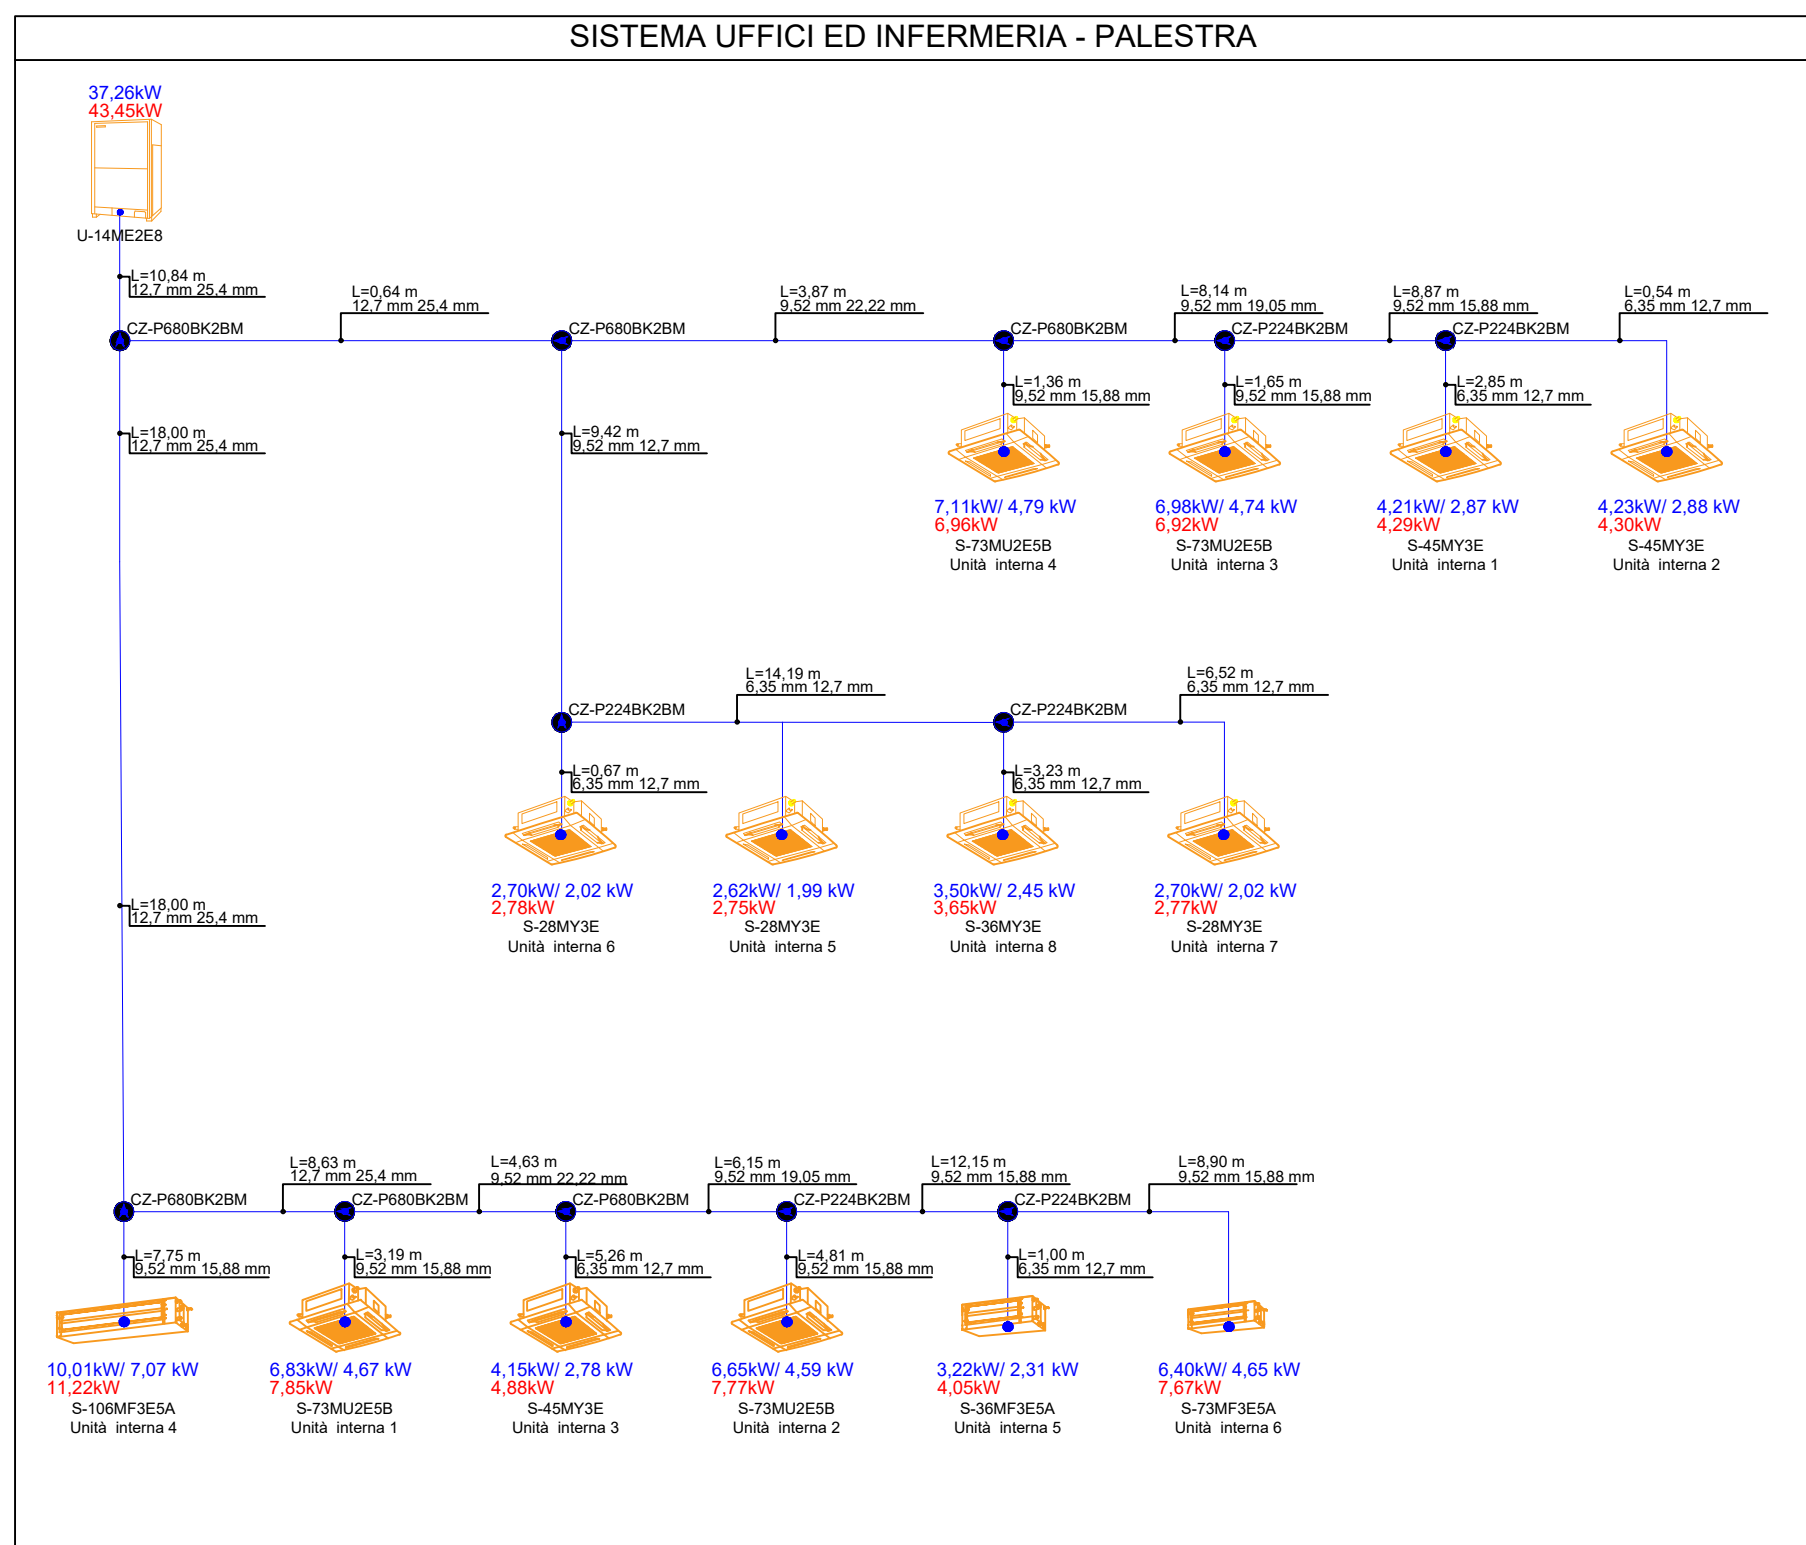 SISTEMA UFFICI ED INFERMERIA - PALESTRA
37,26kW
43,45kW
U-14ME2E8
L=10,84 m
12,7 mm 25,4 mm
L=0,64 m
12,7 mm 25,4 mm
L=3,87 m
9,52 mm 22,22 mm
L=8,14 m
9,52 mm 19,05 mm
L=8,87 m
9,52 mm 15,88 mm
L=0,54 m
6,35 mm 12,7 mm
CZ-P680BK2BM
CZ-P680BK2BM
CZ-P680BK2BM
CZ-P224BK2BM
CZ-P224BK2BM
L=1,36 m
9,52 mm 15,88 mm
L=1,65 m
9,52 mm 15,88 mm
L=2,85 m
6,35 mm 12,7 mm
L=18,00 m
12,7 mm 25,4 mm
L=9,42 m
9,52 mm 12,7 mm
7,11kW/ 4,79 kW
6,96kW
S-73MU2E5B
Unità interna 4
6,98kW/ 4,74 kW
6,92kW
S-73MU2E5B
Unità interna 3
4,21kW/ 2,87 kW
4,29kW
S-45MY3E
Unità interna 1
4,23kW/ 2,88 kW
4,30kW
S-45MY3E
Unità interna 2
L=14,19 m
6,35 mm 12,7 mm
L=6,52 m
6,35 mm 12,7 mm
CZ-P224BK2BM
CZ-P224BK2BM
L=0,67 m
6,35 mm 12,7 mm
L=3,23 m
6,35 mm 12,7 mm
2,70kW/ 2,02 kW
2,78kW
S-28MY3E
Unità interna 6
2,62kW/ 1,99 kW
2,75kW
S-28MY3E
Unità interna 5
3,50kW/ 2,45 kW
3,65kW
S-36MY3E
Unità interna 8
2,70kW/ 2,02 kW
2,77kW
S-28MY3E
Unità interna 7
L=18,00 m
12,7 mm 25,4 mm
L=8,63 m
12,7 mm 25,4 mm
L=4,63 m
9,52 mm 22,22 mm
L=6,15 m
9,52 mm 19,05 mm
L=12,15 m
9,52 mm 15,88 mm
L=8,90 m
9,52 mm 15,88 mm
CZ-P680BK2BM
CZ-P680BK2BM
CZ-P680BK2BM
CZ-P224BK2BM
CZ-P224BK2BM
L=7,75 m
9,52 mm 15,88 mm
L=3,19 m
9,52 mm 15,88 mm
L=5,26 m
6,35 mm 12,7 mm
L=4,81 m
9,52 mm 15,88 mm
L=1,00 m
6,35 mm 12,7 mm
10,01kW/ 7,07 kW
11,22kW
S-106MF3E5A
Unità interna 4
6,83kW/ 4,67 kW
7,85kW
S-73MU2E5B
Unità interna 1
4,15kW/ 2,78 kW
4,88kW
S-45MY3E
Unità interna 3
6,65kW/ 4,59 kW
7,77kW
S-73MU2E5B
Unità interna 2
3,22kW/ 2,31 kW
4,05kW
S-36MF3E5A
Unità interna 5
6,40kW/ 4,65 kW
7,67kW
S-73MF3E5A
Unità interna 6